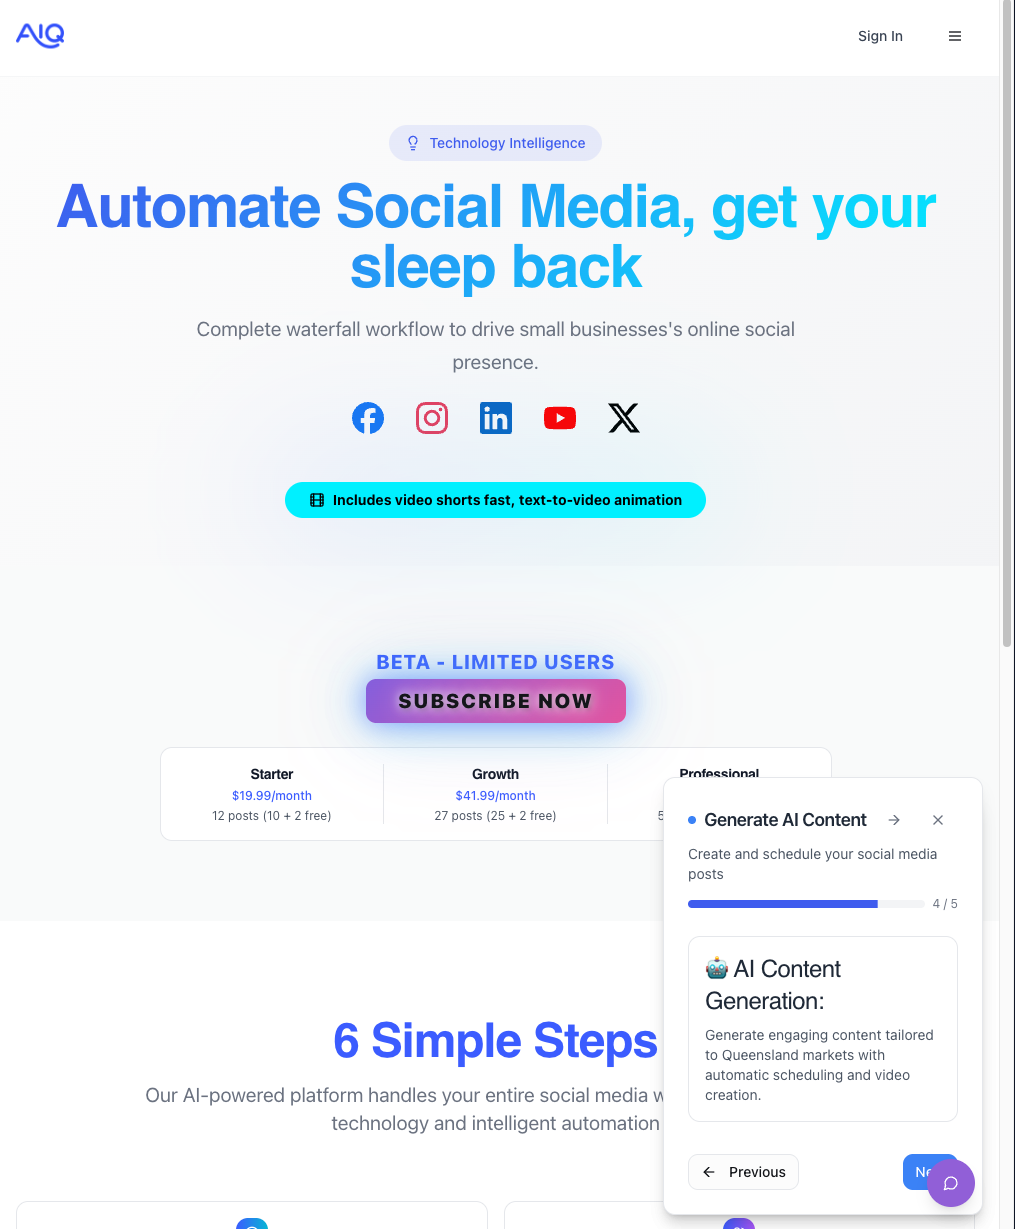 AIQ
Sign In
Technology Intelligence
Automate Social Media, get your
sleep back
Complete waterfall workflow to drive small businesses's online social
presence.
Includes video shorts fast, text-to-video animation
BETA - LIMITED USERS
SUBSCRIBE NOW
Starter
$19.99/month
12 posts (10 + 2 free)
Growth
$41.99/month
27 posts (25 + 2 free)
Professional
5
6 Simple Steps
Our AI-powered platform handles your entire social media
technology and intelligent automation
Generate AI Content
Create and schedule your social media
posts
4 / 5
AI Content
Generation:
Generate engaging content tailored
to Queensland markets with
automatic scheduling and video
creation.
Previous